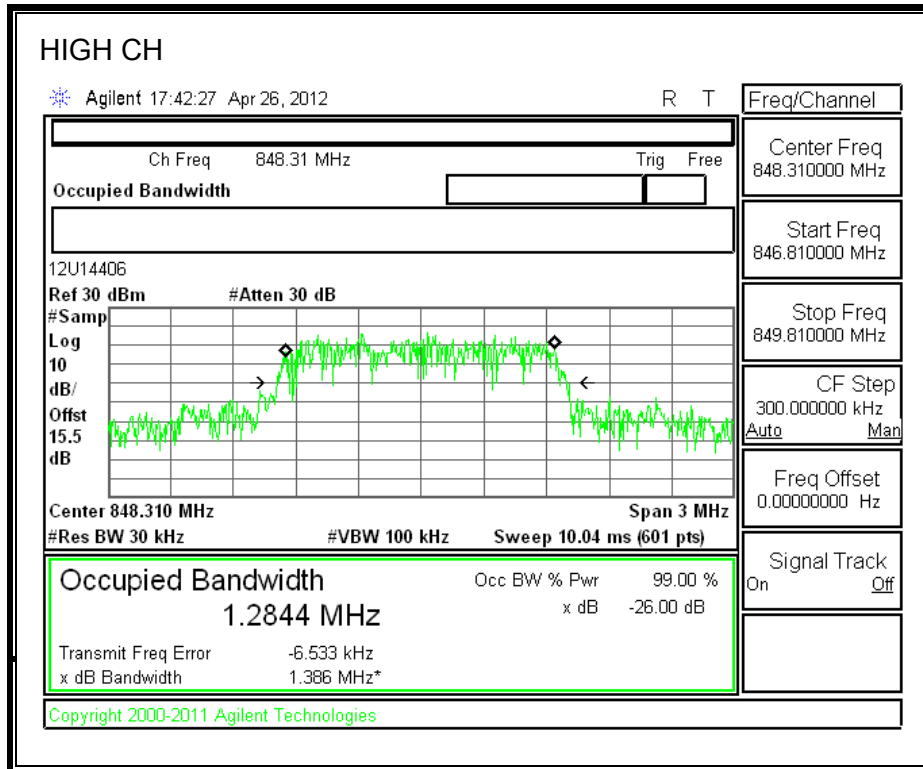 HIGH CH
Agilent 17:42:27 Apr 26, 2012 R T
Freq/Channel
Ch Freq 848.31 MHz Trig Free
Occupied Bandwidth
Center Freq
848.310000 MHz
Start Freq
846.810000 MHz
12U14406
Ref 30 dBm #Atten 30 dB
#Samp
Log
10
dB/
Offst
15.5
dB
Stop Freq
849.810000 MHz
CF Step
300.000000 kHz
Auto Man
Freq Offset
0.00000000 Hz
Center 848.310 MHz Span 3 MHz
#Res BW 30 kHz #VBW 100 kHz Sweep 10.04 ms (601 pts)
Signal Track
On Off
Occupied Bandwidth Occ BW % Pwr 99.00 %
1.2844 MHz x dB -26.00 dB
Transmit Freq Error -6.533 kHz
x dB Bandwidth 1.386 MHz*
Copyright 2000-2011 Agilent Technologies